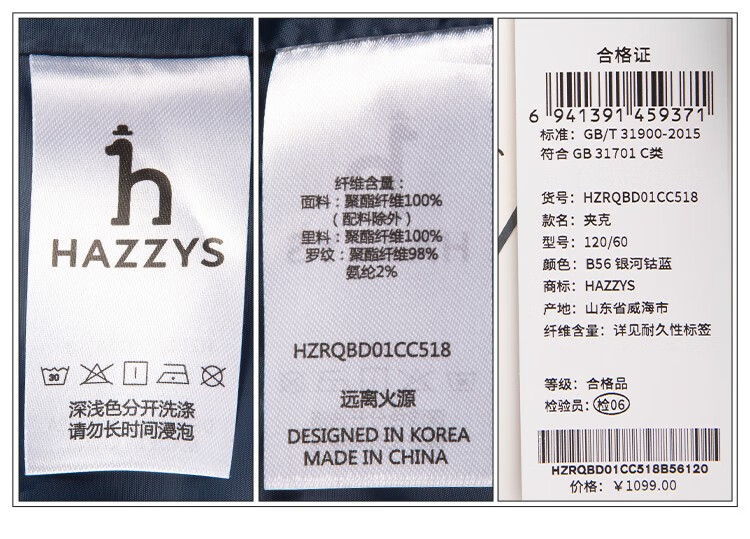 HAZZYS
30
深浅色分开洗涤
请勿长时间浸泡
纤维含量：
面料：聚酯纤维100%
（配料除外）
里料：聚酯纤维100%
罗纹：聚酯纤维98%
氨纶2%
HZRQBD01CC518
远离火源
DESIGNED IN KOREA
MADE IN CHINA
合格证
6 941391 459371
标准：GB/T 31900-2015
符合 GB 31701 C类
货号：HZRQBD01CC518
款名：夹克
型号：120/60
颜色：B56 银河钴蓝
商标：HAZZYS
产地：山东省威海市
纤维含量：详见耐久性标签
等级：合格品
检验员：检06
HZRQBD01CC518B56120
价格：￥1099.00